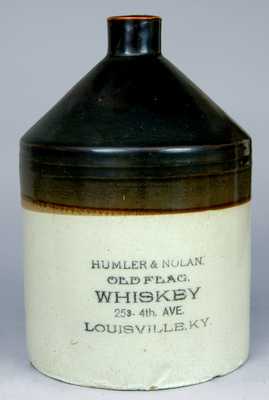 HUMLER & NOLAN.
OLD FLAG.
WHISKEY
253- 4th. AVE.
LOUISVILLE, KY.